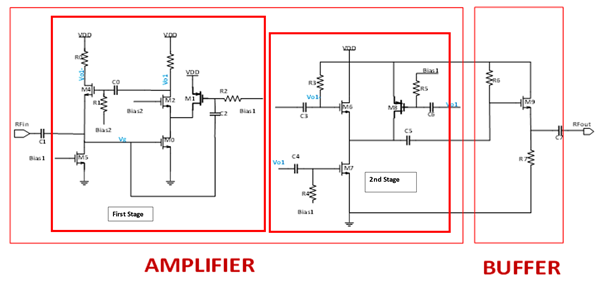 VDD
VDD
VDD
VDD
R0
Vo1-
M4
C0
Vo1
R1
M2
M1
R2
Bias2
Bias2
Bias1
C2
RFin
C1
Bias1
M5
Vx
M0
First Stage
R3
Vo1
C3
M6
M8
Bias1
R5
C6
Vo1
C5
Vo1
C4
M7
R4
Bias1
2nd Stage
R6
M9
R7
C7
RFout
AMPLIFIER
BUFFER